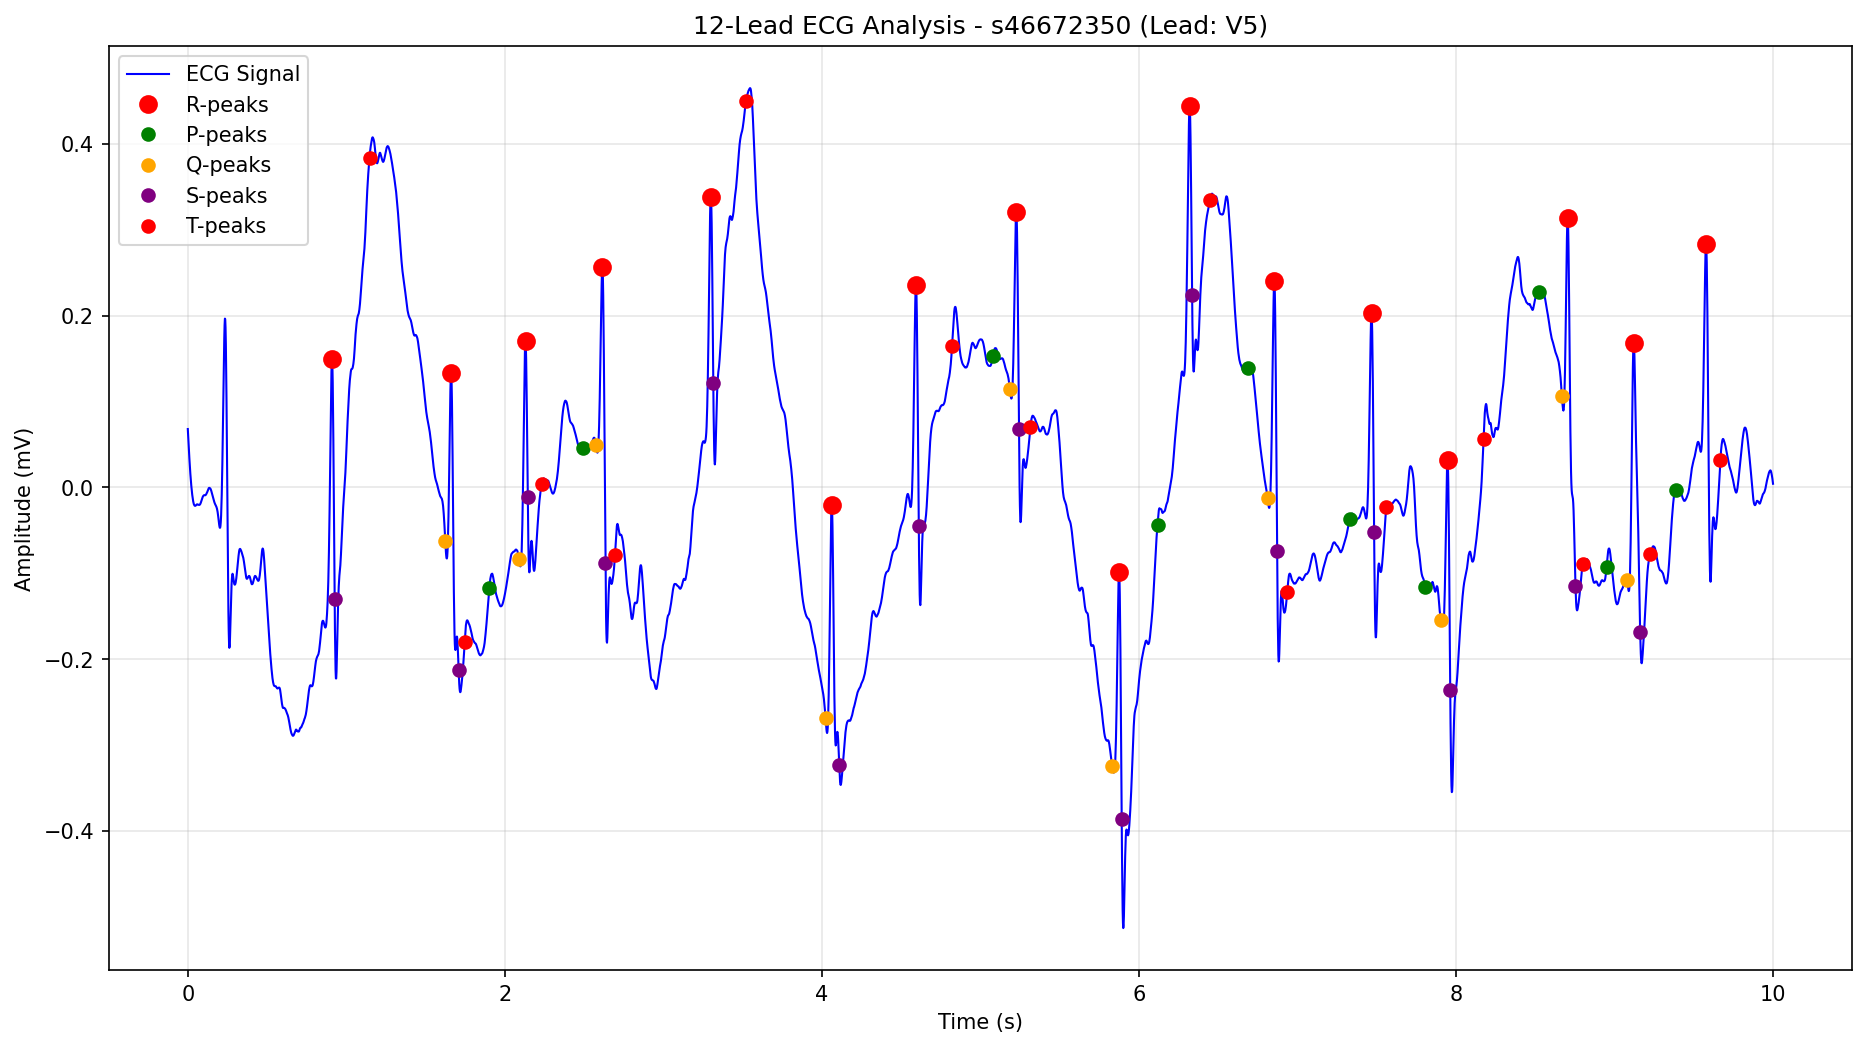 12-Lead ECG Analysis - s46672350 (Lead: V5)
ECG Signal
R-peaks
P-peaks
Q-peaks
S-peaks
T-peaks
Amplitude (mV)
0.4
0.2
0.0
−0.2
−0.4
0 2 4 6 8 10
Time (s)